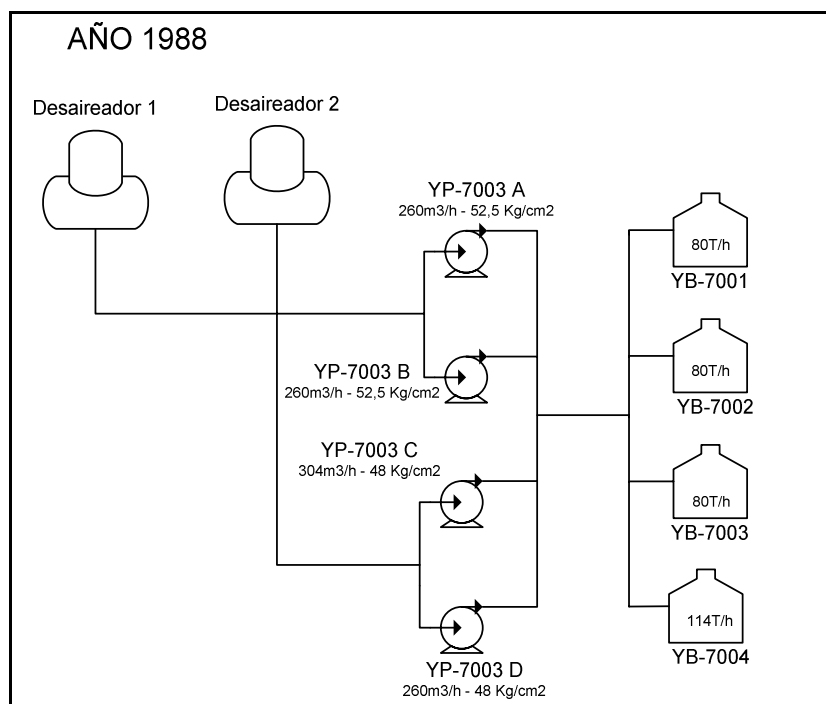 AÑO 1988
Desaireador 1
Desaireador 2
YP-7003 A
260m3/h - 52,5 Kg/cm2
YP-7003 B
260m3/h - 52,5 Kg/cm2
YP-7003 C
304m3/h - 48 Kg/cm2
YP-7003 D
260m3/h - 48 Kg/cm2
80T/h
YB-7001
80T/h
YB-7002
80T/h
YB-7003
114T/h
YB-7004